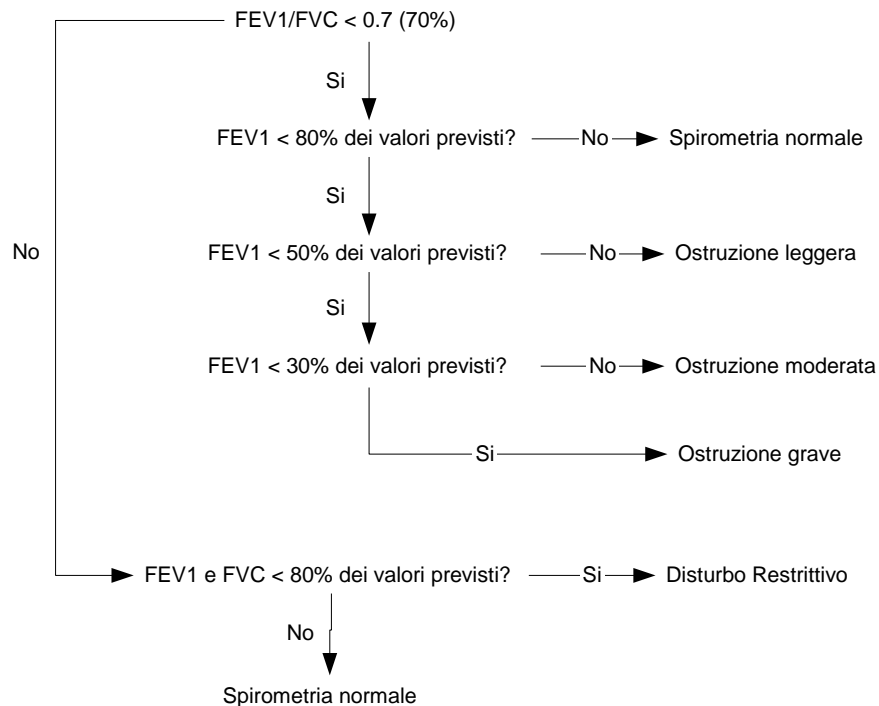 FEV1/FVC < 0.7 (70%)
Si
FEV1 < 80% dei valori previsti?
No
Spirometria normale
Si
No
FEV1 < 50% dei valori previsti?
No
Ostruzione leggera
Si
FEV1 < 30% dei valori previsti?
No
Ostruzione moderata
Si
Ostruzione grave
FEV1 e FVC < 80% dei valori previsti?
Si
Disturbo Restrittivo
No
Spirometria normale